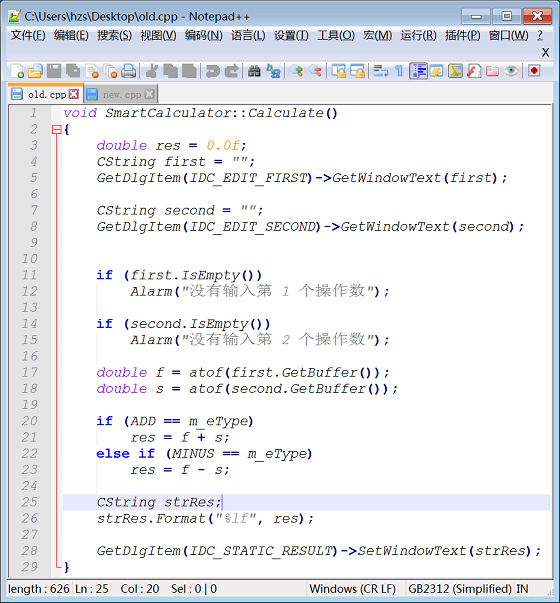 C:\Users\hzs\Desktop\old.cpp - Notepad++
文件(F) 编辑(E) 搜索(S) 视图(V) 编码(N) 语言(L) 设置(T) 工具(O) 宏(M) 运行(R) 插件(P) 窗口(W) ?
X
old.cpp new.cpp
1 void SmartCalculator::Calculate()
2 {
3 double res = 0.0f;
4 CString first = "";
5 GetDlgItem(IDC_EDIT_FIRST)->GetWindowText(first);
6
7 CString second = "";
8 GetDlgItem(IDC_EDIT_SECOND)->GetWindowText(second);
9
10
11 if (first.IsEmpty())
12 Alarm("没有输入第 1 个操作数");
13
14 if (second.IsEmpty())
15 Alarm("没有输入第 2 个操作数");
16
17 double f = atof(first.GetBuffer());
18 double s = atof(second.GetBuffer());
19
20 if (ADD == m_eType)
21 res = f + s;
22 else if (MINUS == m_eType)
23 res = f - s;
24
25 CString strRes;
26 strRes.Format("%lf", res);
27
28 GetDlgItem(IDC_STATIC_RESULT)->SetWindowText(strRes);
29 }
length : 626 Ln : 25 Col : 20 Sel : 0 | 0 Windows (CR LF) GB2312 (Simplified) IN